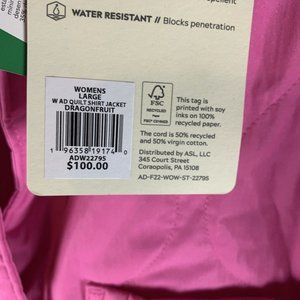 WATER RESISTANT // Blocks penetration
WOMENS
LARGE
W AD QUILT SHIRT JACKET
DRAGONFRUIT
1 96358 19174 0
ADW22795
$100.00
FSC
RECYCLED
This tag is
printed with soy
inks on 100%
recycled paper.
The cord is 50% recycled
and 50% virgin cotton.
Distributed by ASL, LLC
345 Court Street
Coraopolis, PA 15108
AD-F22-WOW-ST-22795